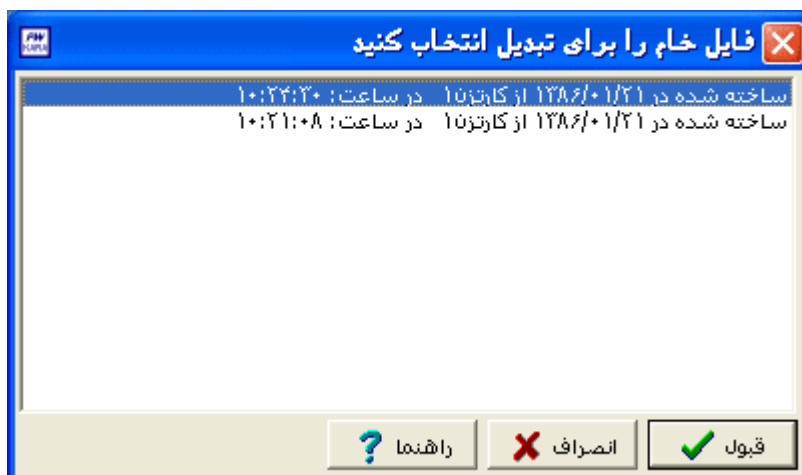 فایل خام را برای تبدیل انتخاب کنید
ساخته شده در ۱۳۸۶/۰۱/۲۱ از کارتزن۱ در ساعت: ۱۰:۲۴:۲۰
ساخته شده در ۱۳۸۶/۰۱/۲۱ از کارتزن۱ در ساعت: ۱۰:۲۱:۰۸
قبول
انصراف
راهنما